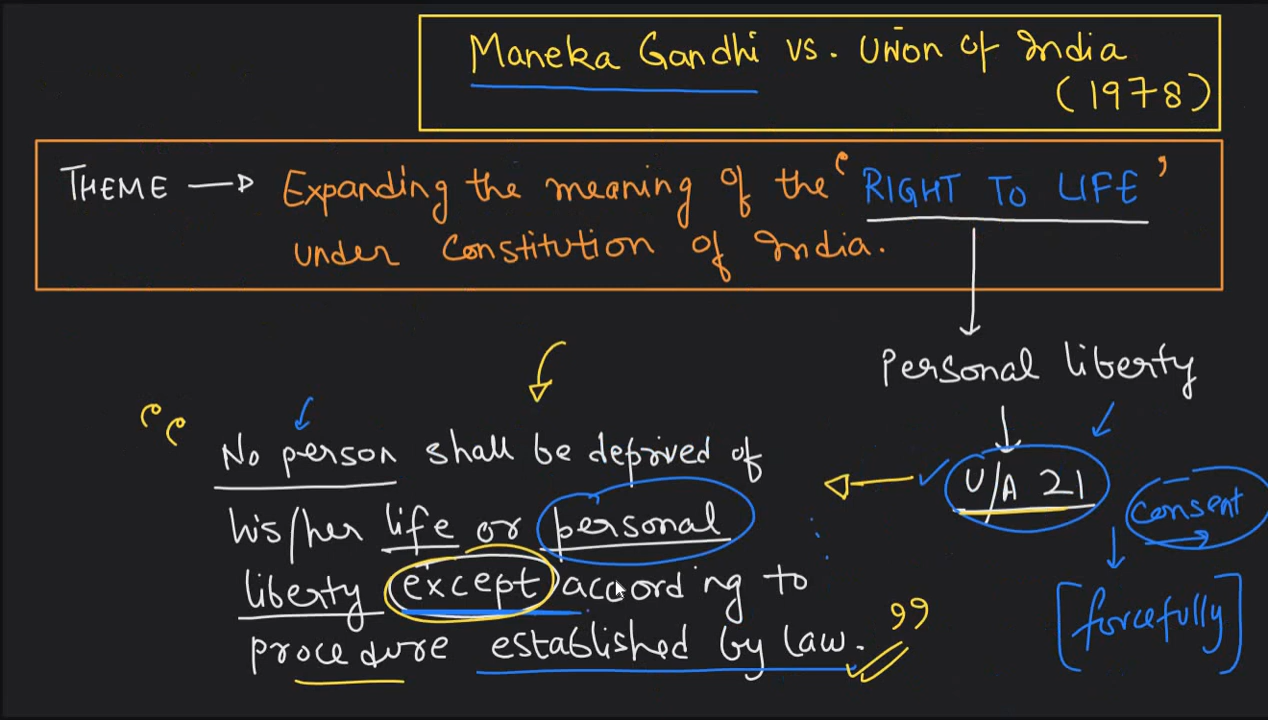 Maneka Gandhi vs. Union of India
(1978)
THEME → Expanding the meaning of the "RIGHT TO LIFE"
under Constitution of India.
Personal liberty
U/A 21
"No person shall be deprived of
his/her life or personal
liberty except according to
procedure established by law."
consent
[forcefully]